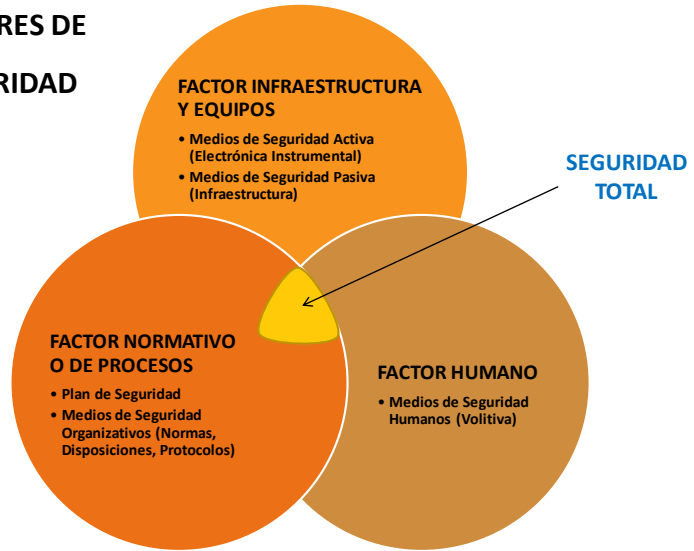 RES DE
RIDAD
FACTOR INFRAESTRUCTURA
Y EQUIPOS
• Medios de Seguridad Activa
(Electrónica Instrumental)
• Medios de Seguridad Pasiva
(Infraestructura)
SEGURIDAD
TOTAL
FACTOR NORMATIVO
O DE PROCESOS
• Plan de Seguridad
• Medios de Seguridad
Organizativos (Normas,
Disposiciones, Protocolos)
FACTOR HUMANO
• Medios de Seguridad
Humanos (Volitiva)